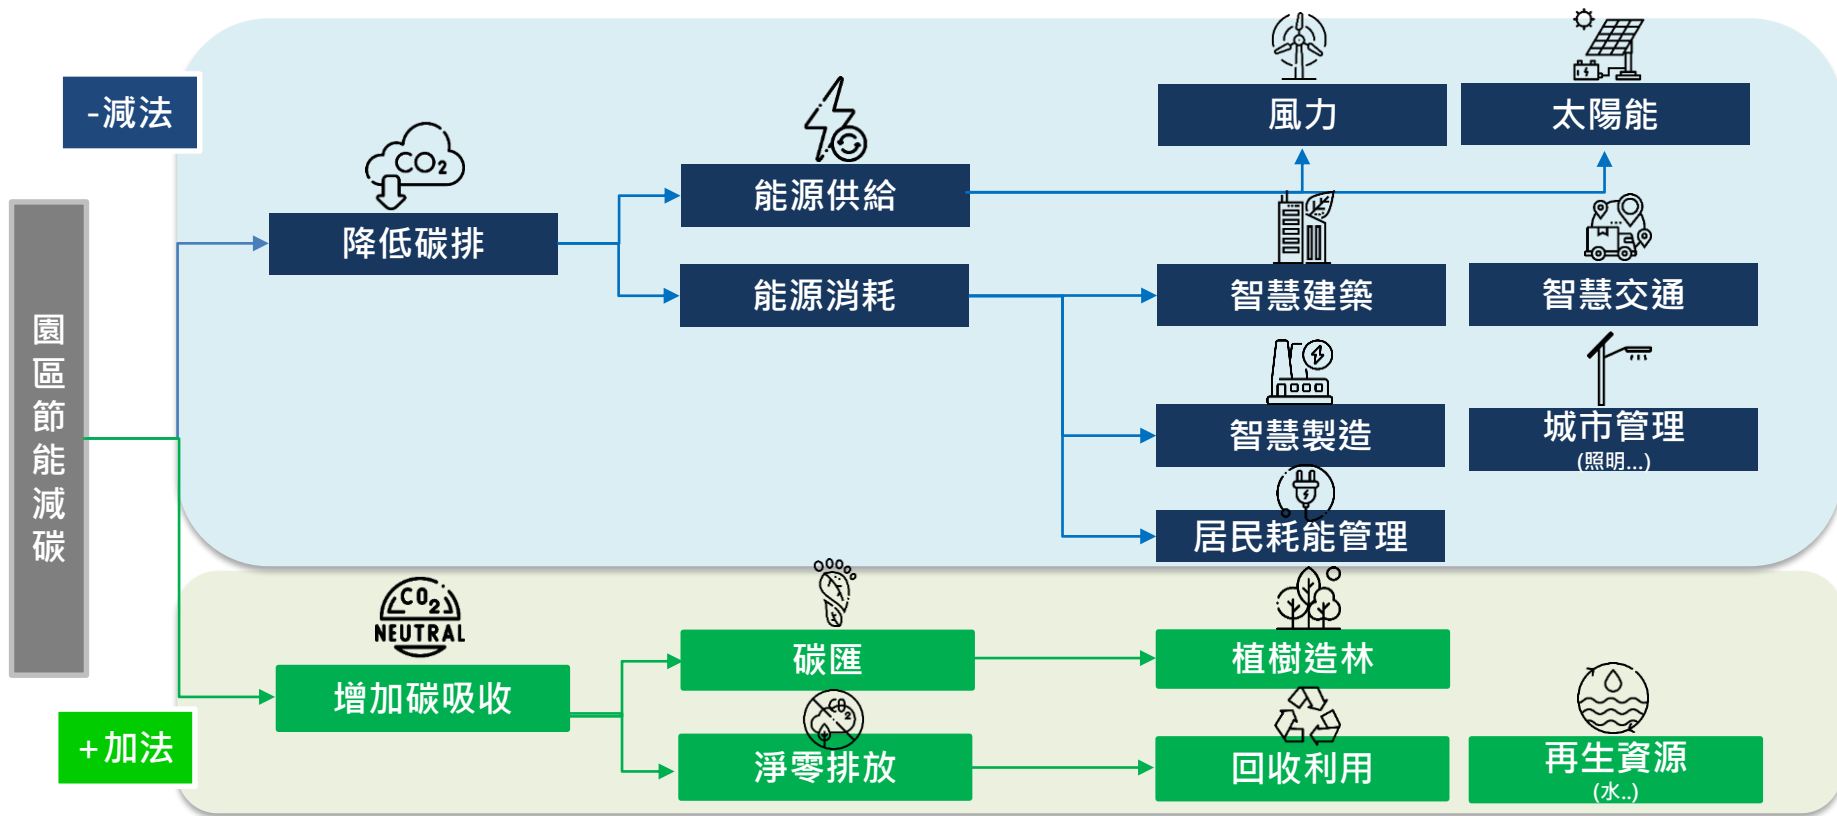 -減法
風力
太陽能
CO2
能源供給
降低碳排
能源消耗
智慧建築
智慧交通
園區節能減碳
智慧製造
城市管理
(照明...)
居民耗能管理
CO2
NEUTRAL
碳匯
植樹造林
增加碳吸收
+加法
CO2
淨零排放
回收利用
再生資源
(水..)